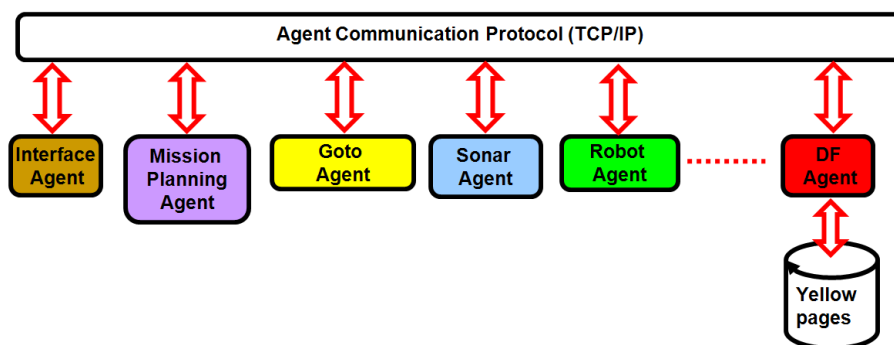 Agent Communication Protocol (TCP/IP)
Interface
Agent
Mission
Planning
Agent
Goto
Agent
Sonar
Agent
Robot
Agent
DF
Agent
Yellow
pages